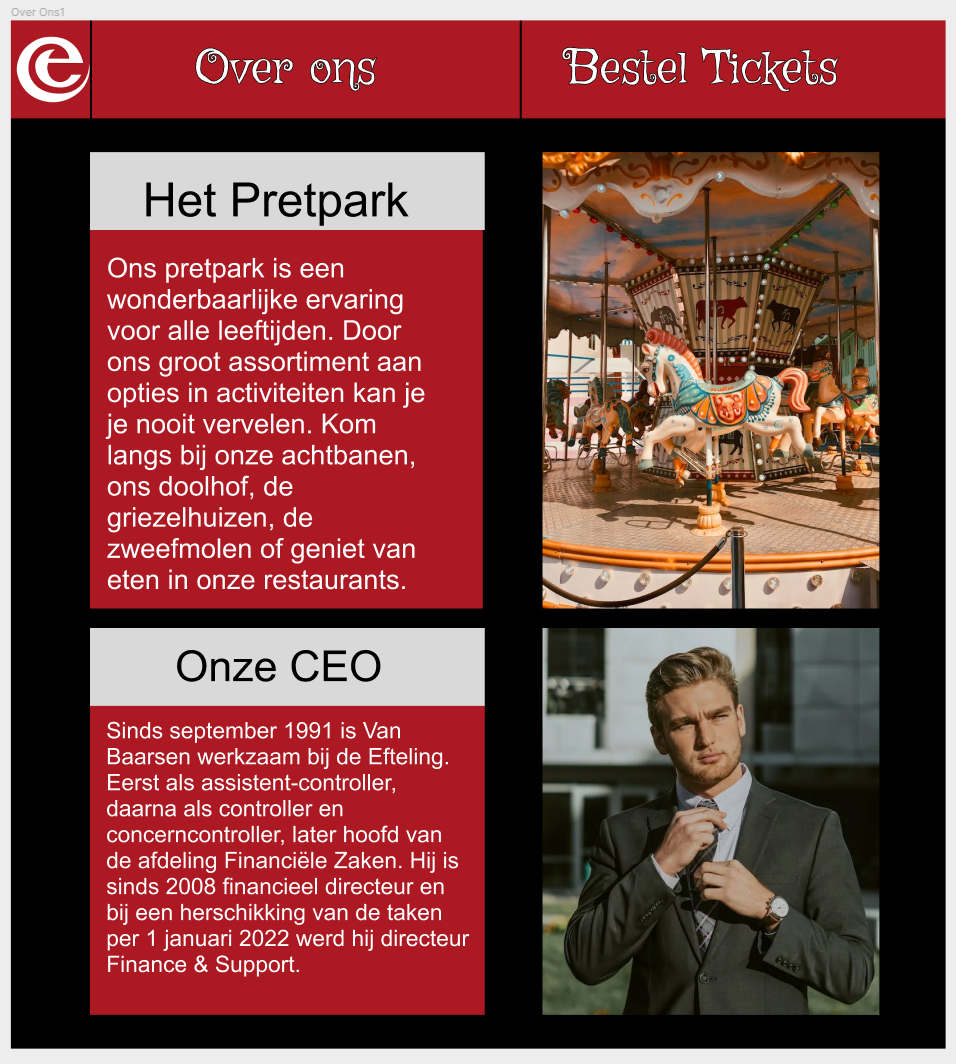 Over Ons1
e
Over ons
Bestel Tickets
Het Pretpark
Ons pretpark is een
wonderbaarlijke ervaring
voor alle leeftijden. Door
ons groot assortiment aan
opties in activiteiten kan je
je nooit vervelen. Kom
langs bij onze achtbanen,
ons doolhof, de
griezelhuizen, de
zweefmolen of geniet van
eten in onze restaurants.
Onze CEO
Sinds september 1991 is Van
Baarsen werkzaam bij de Efteling.
Eerst als assistent-controller,
daarna als controller en
concerncontroller, later hoofd van
de afdeling Financiële Zaken. Hij is
sinds 2008 financieel directeur en
bij een herschikking van de taken
per 1 januari 2022 werd hij directeur
Finance & Support.